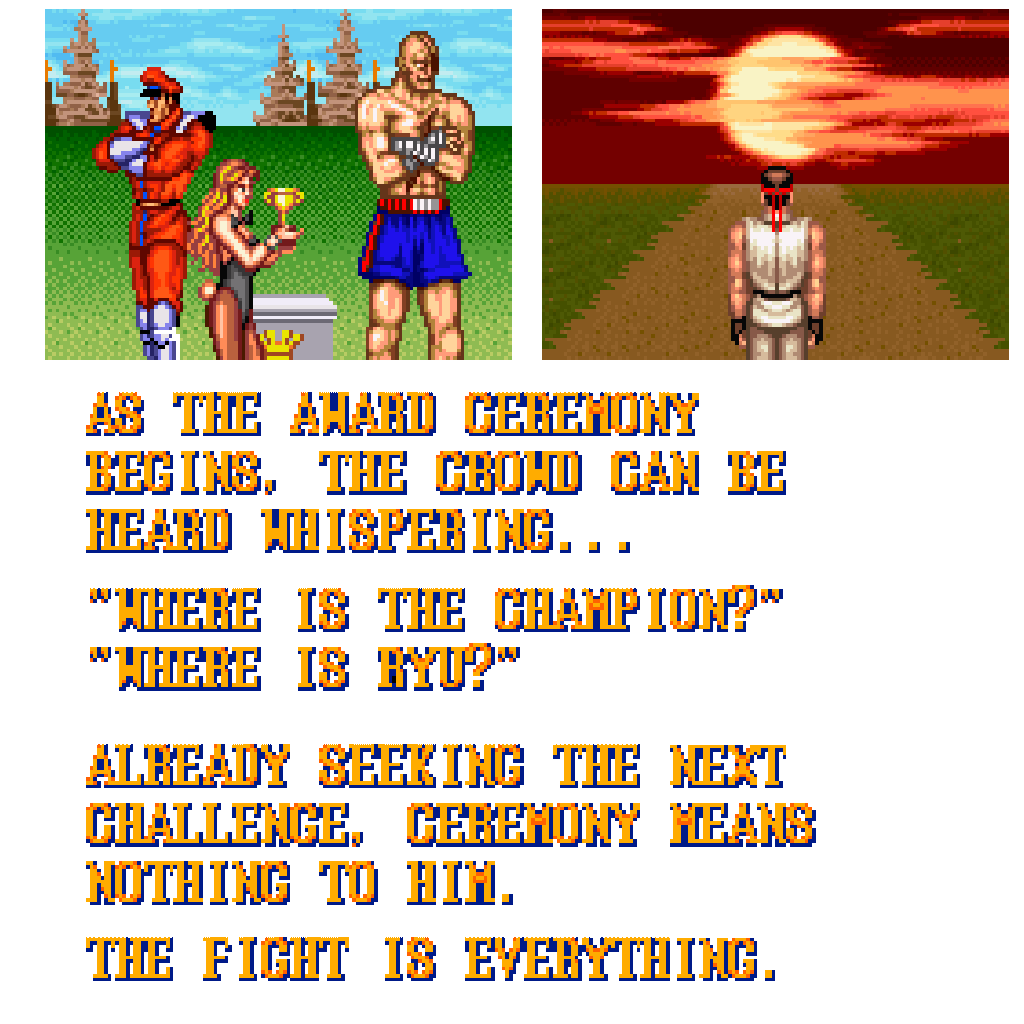 AS THE AWARD CEREMONY
BEGINS, THE CROWD CAN BE
HEARD WHISPERING...
"WHERE IS THE CHAMPION?"
"WHERE IS RYU?"
ALREADY SEEKING THE NEXT
CHALLENGE, CEREMONY MEANS
NOTHING TO HIM.
THE FIGHT IS EVERYTHING.